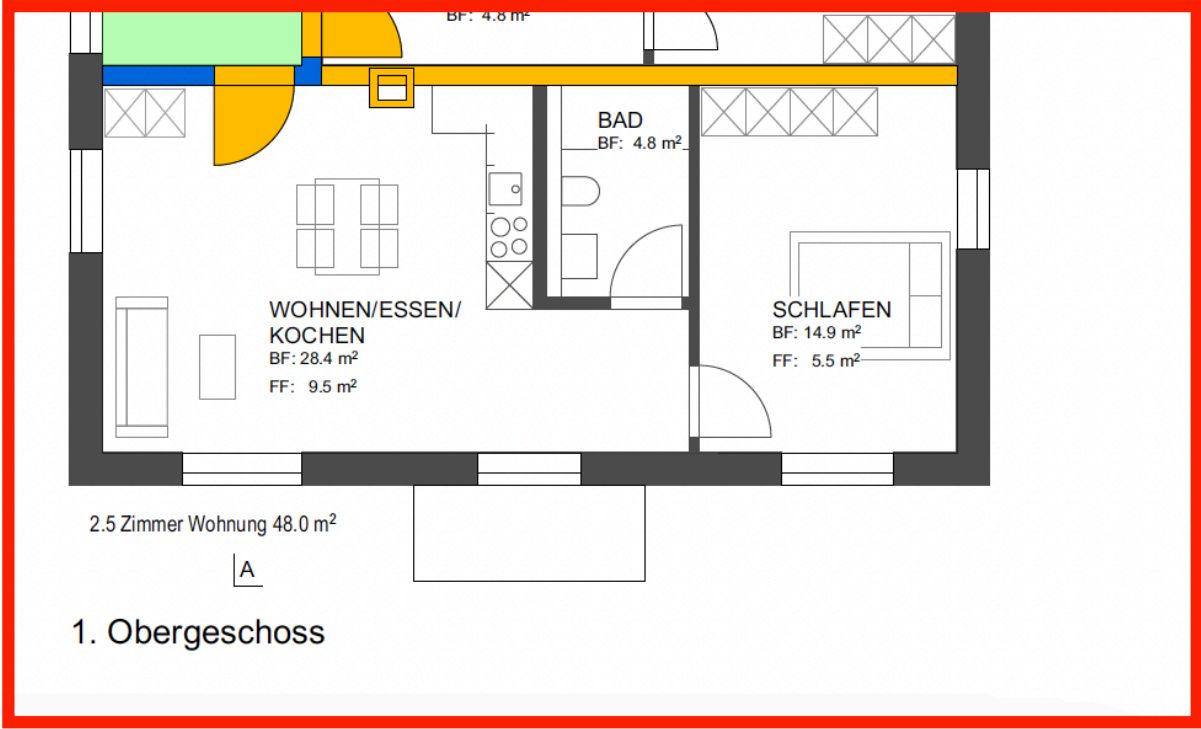 BF: 4.8 m²
BAD
BF: 4.8 m²
WOHNEN/ESSEN/
KOCHEN
BF: 28.4 m²
FF: 9.5 m²
SCHLAFEN
BF: 14.9 m²
FF: 5.5 m²
2.5 Zimmer Wohnung 48.0 m²
A
1. Obergeschoss